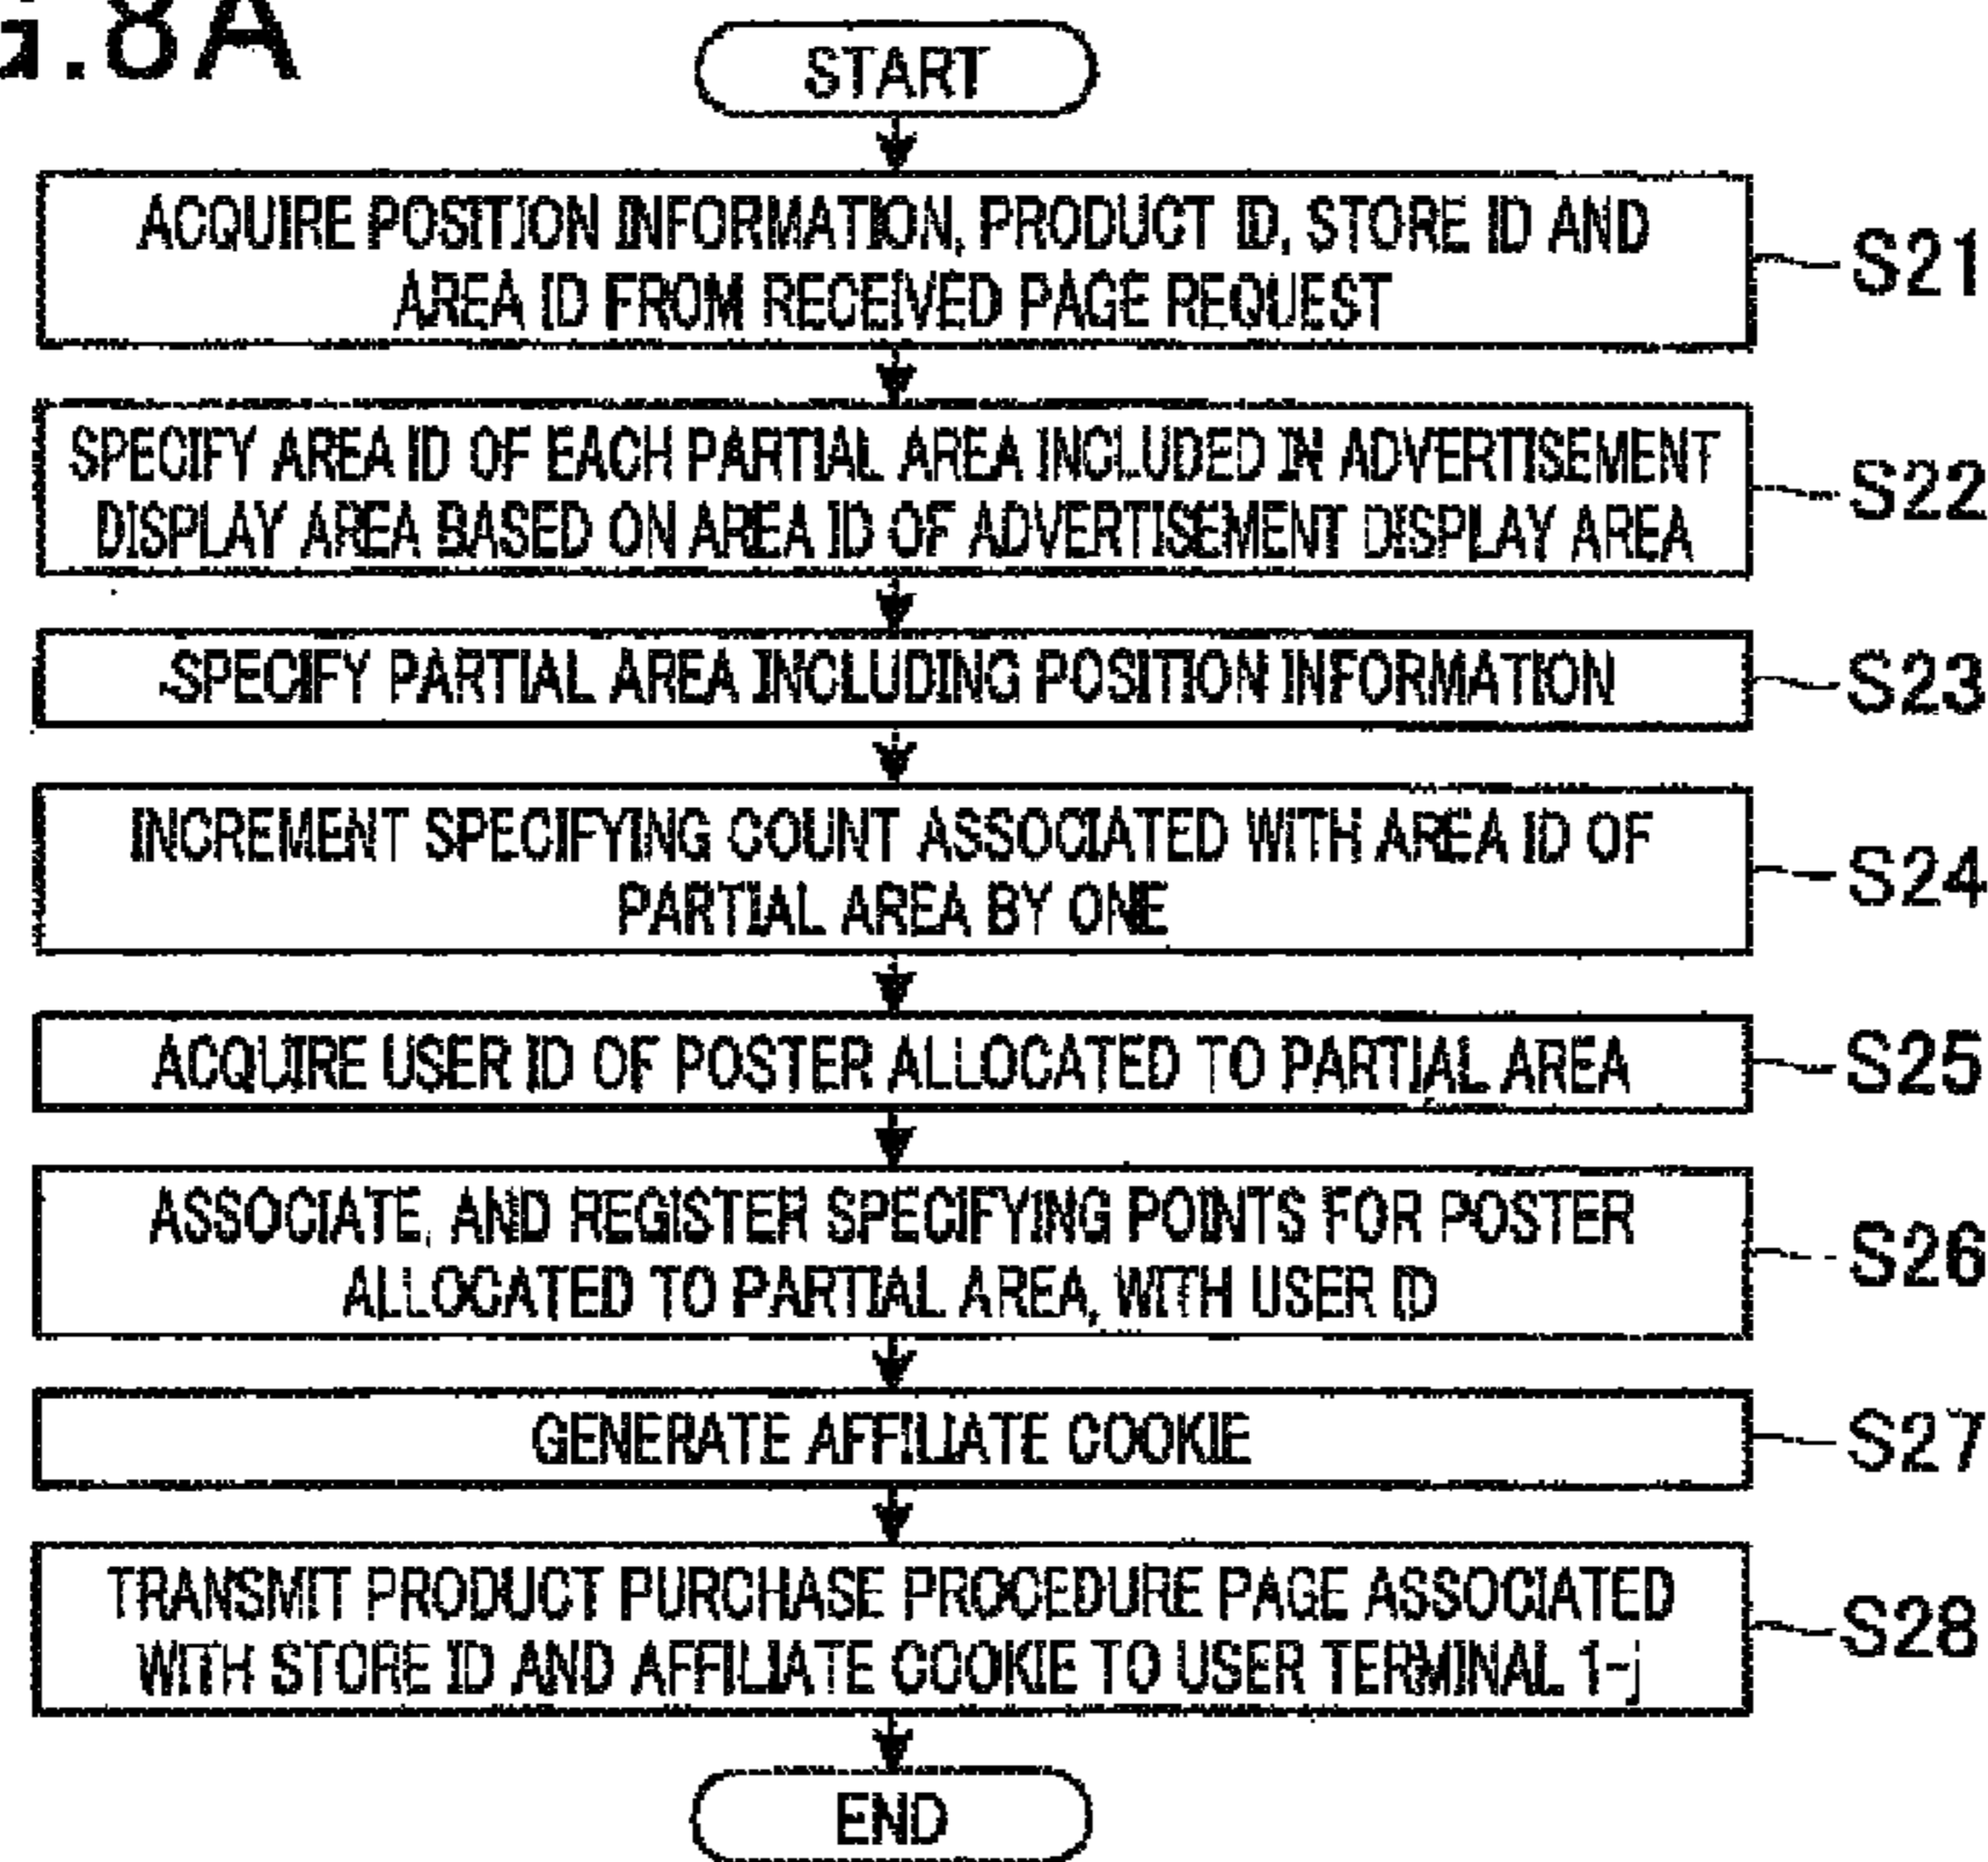 .8A
START
ACQUIRE POSITION INFORMATION, PRODUCT ID, STORE ID AND
AREA ID FROM RECEIVED PAGE REQUEST
S21
SPECIFY AREA ID OF EACH PARTIAL AREA INCLUDED IN ADVERTISEMENT
DISPLAY AREA BASED ON AREA ID OF ADVERTISEMENT DISPLAY AREA
S22
SPECIFY PARTIAL AREA INCLUDING POSITION INFORMATION
S23
INCREMENT SPECIFYING COUNT ASSOCIATED WITH AREA ID OF
PARTIAL AREA BY ONE
S24
ACQUIRE USER ID OF POSTER ALLOCATED TO PARTIAL AREA
S25
ASSOCIATE, AND REGISTER SPECIFYING POINTS FOR POSTER
ALLOCATED TO PARTIAL AREA, WITH USER ID
S26
GENERATE AFFILIATE COOKIE
S27
TRANSMIT PRODUCT PURCHASE PROCEDURE PAGE ASSOCIATED
WITH STORE ID AND AFFILIATE COOKIE TO USER TERMINAL 1-j
S28
END